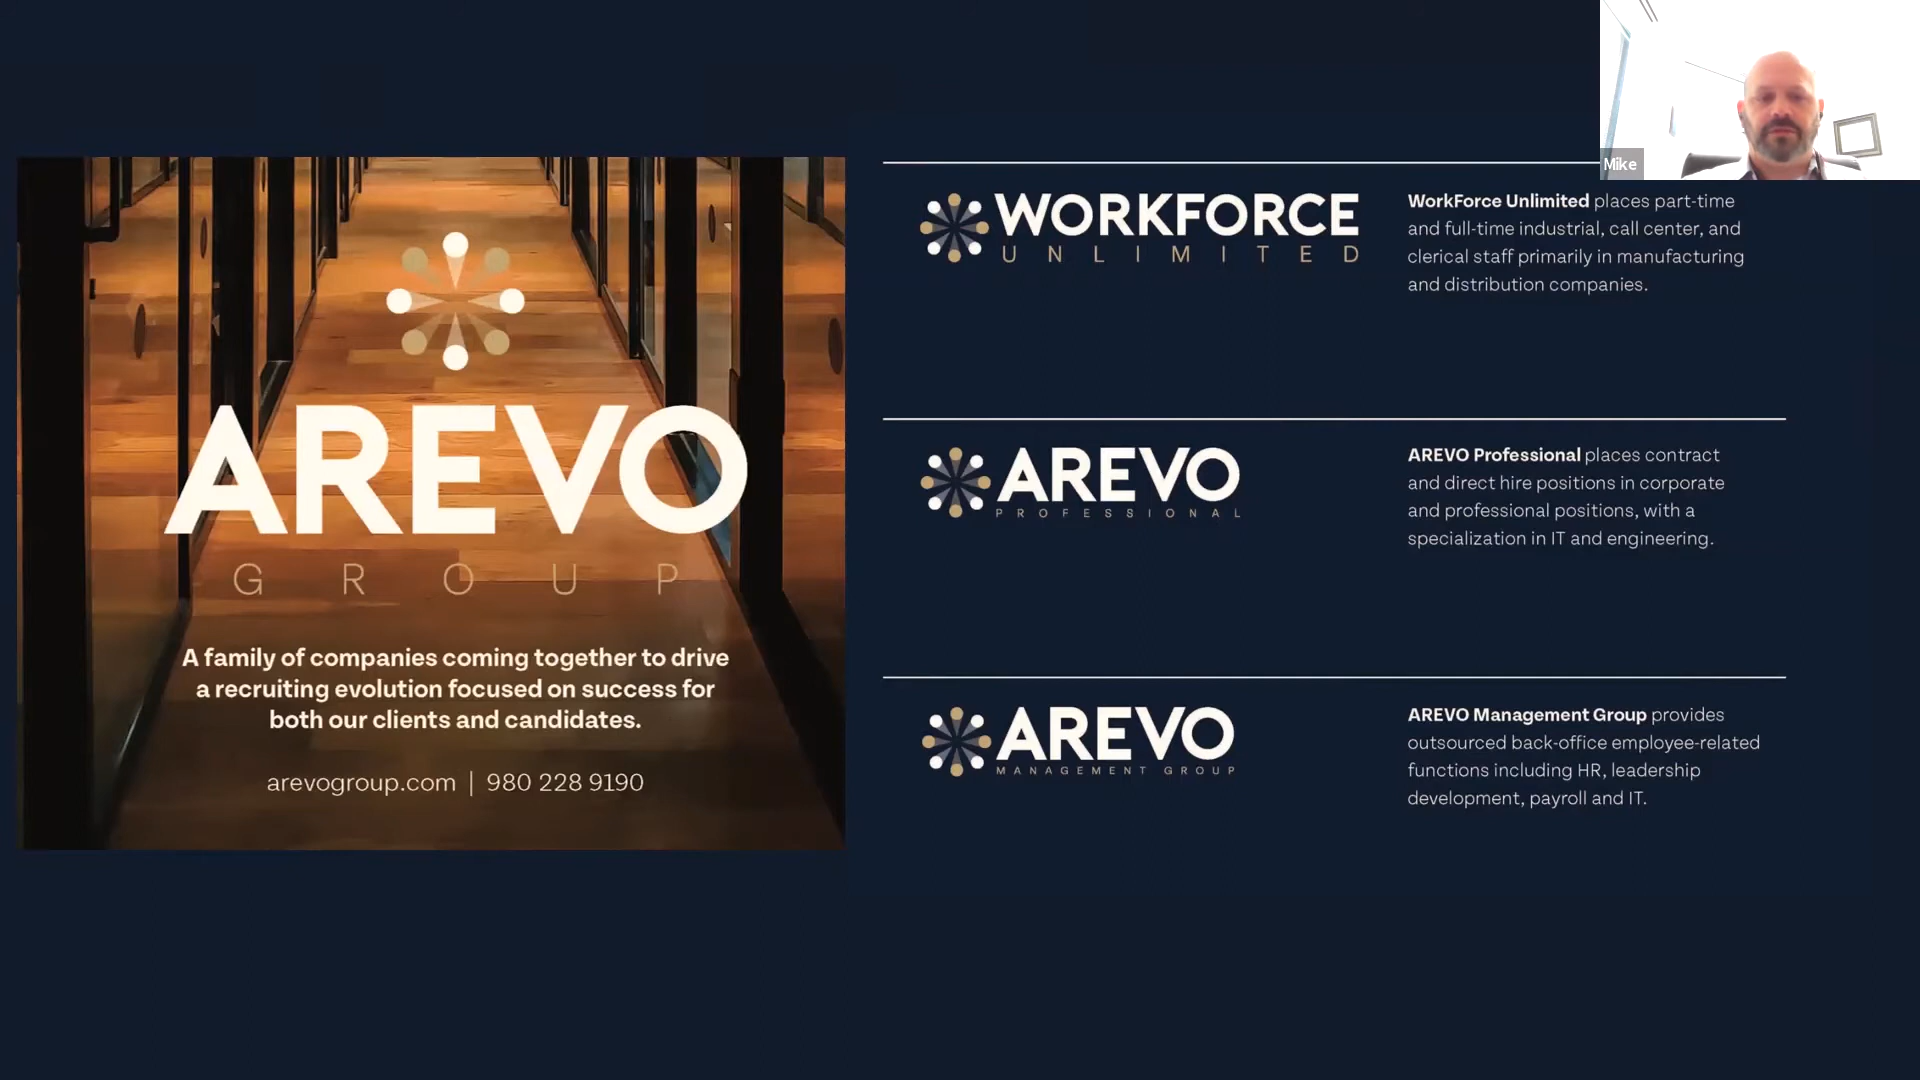 AREVO
GROUP
A family of companies coming together to drive
a recruiting evolution focused on success for
both our clients and candidates.
arevogroup.com | 980 228 9190
Mike
WORKFORCE
UNLIMITED
WorkForce Unlimited places part-time
and full-time industrial, call center, and
clerical staff primarily in manufacturing
and distribution companies.
AREVO
PROFESSIONAL
AREVO Professional places contract
and direct hire positions in corporate
and professional positions, with a
specialization in IT and engineering.
AREVO
MANAGEMENT GROUP
AREVO Management Group provides
outsourced back-office employee-related
functions including HR, leadership
development, payroll and IT.